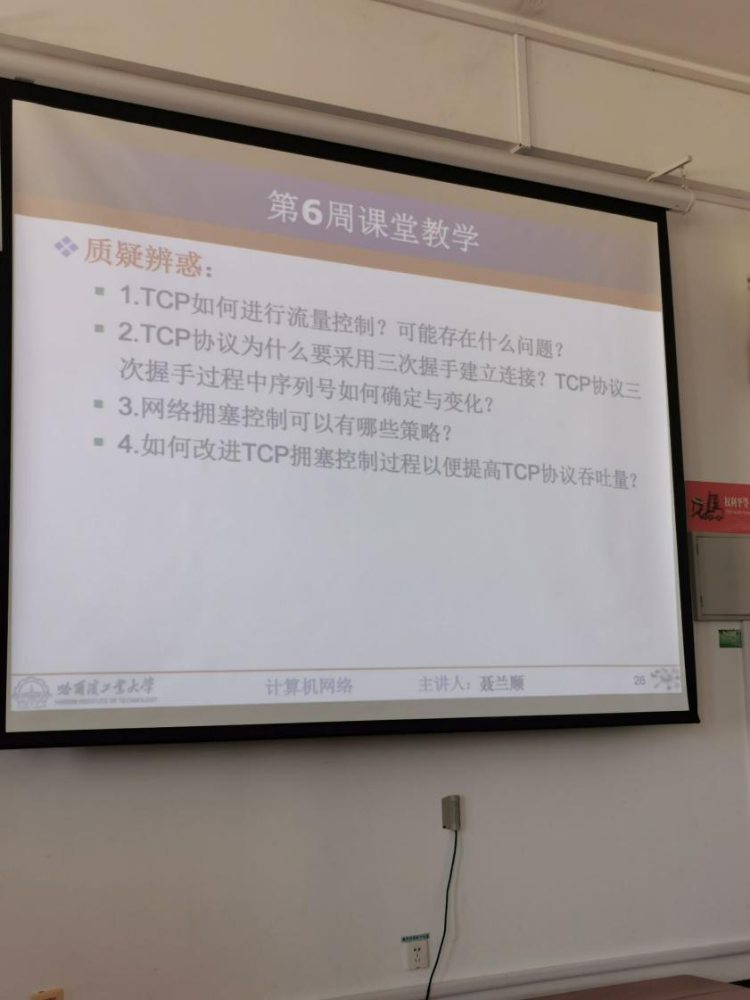 第6周课堂教学
质疑辨惑：
1.TCP如何进行流量控制？可能存在什么问题？
2.TCP协议为什么要采用三次握手建立连接？TCP协议三
次握手过程中序列号如何确定与变化？
3.网络拥塞控制可以有哪些策略？
4.如何改进TCP拥塞控制过程以便提高TCP协议吞吐量？
哈爾濱工業大學
HARBIN INSTITUTE OF TECHNOLOGY
计算机网络
主讲人：聂兰顺
26
权利平等